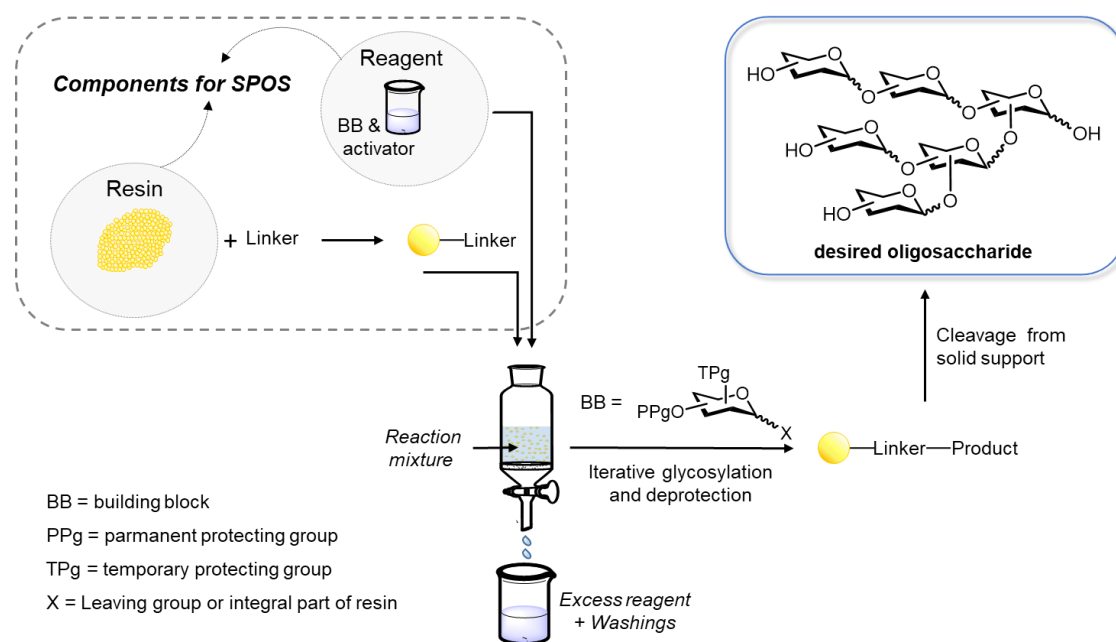 Components for SPOS
Reagent
BB &
activator
Resin
+ Linker
Linker
HO
O
O
O
O
O
O
OH
HO
O
O
O
O
HO
O
O
desired oligosaccharide
Cleavage from
solid support
Reaction
mixture
BB =
TPg
PPgO
O
X
Iterative glycosylation
and deprotection
Linker—Product
BB = building block
PPg = parmanent protecting group
TPg = temporary protecting group
X = Leaving group or integral part of resin
Excess reagent
+ Washings